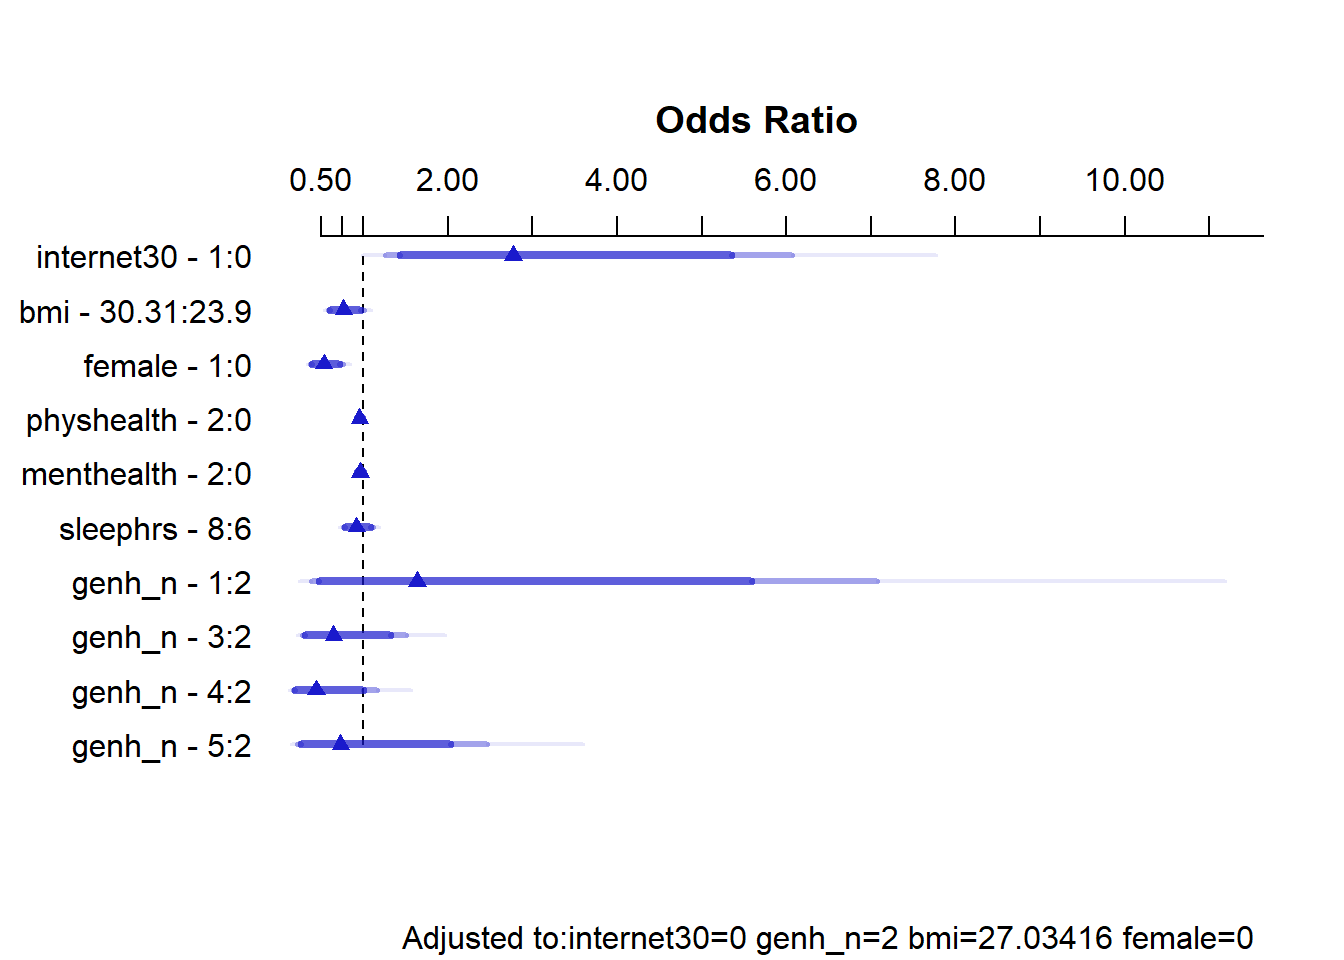 Odds Ratio
0.50 2.00 4.00 6.00 8.00 10.00
internet30 - 1:0
bmi - 30.31:23.9
female - 1:0
physhealth - 2:0
menthealth - 2:0
sleephrs - 8:6
genh_n - 1:2
genh_n - 3:2
genh_n - 4:2
genh_n - 5:2
Adjusted to:internet30=0 genh_n=2 bmi=27.03416 female=0